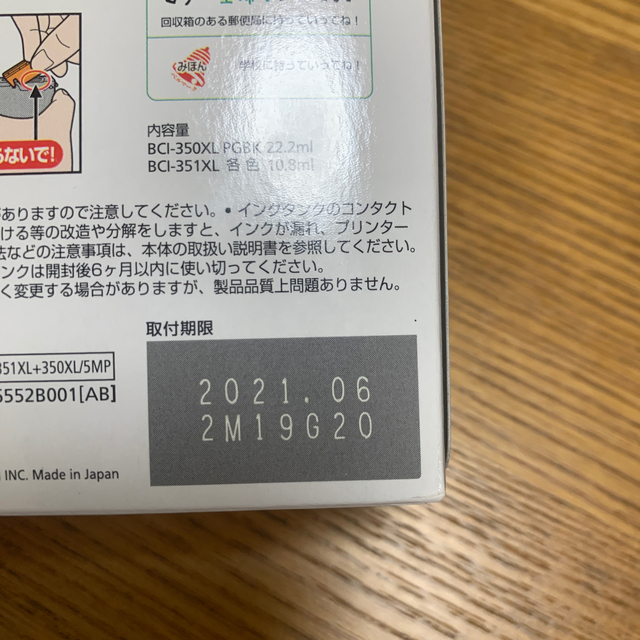 回収箱のある郵便局に持っていってね!
みほん
学校に持っていってね!
らないで!
内容量
BCI-350XL PGBK 22.2ml
BCI-351XL 各色 10.8ml
がありますので注意してください。• インクタンクのコンタクト
ける等の改造や分解をしますと、インクが漏れ、プリンター
法などの注意事項は、本体の取扱い説明書を参照してください。
ンクは開封後6ヶ月以内に使い切ってください。
く変更する場合がありますが、製品品質上問題ありません。
取付期限
351XL+350XL/5MP
6552B001[AB]
2021.06
2M19G20
INC. Made in Japan